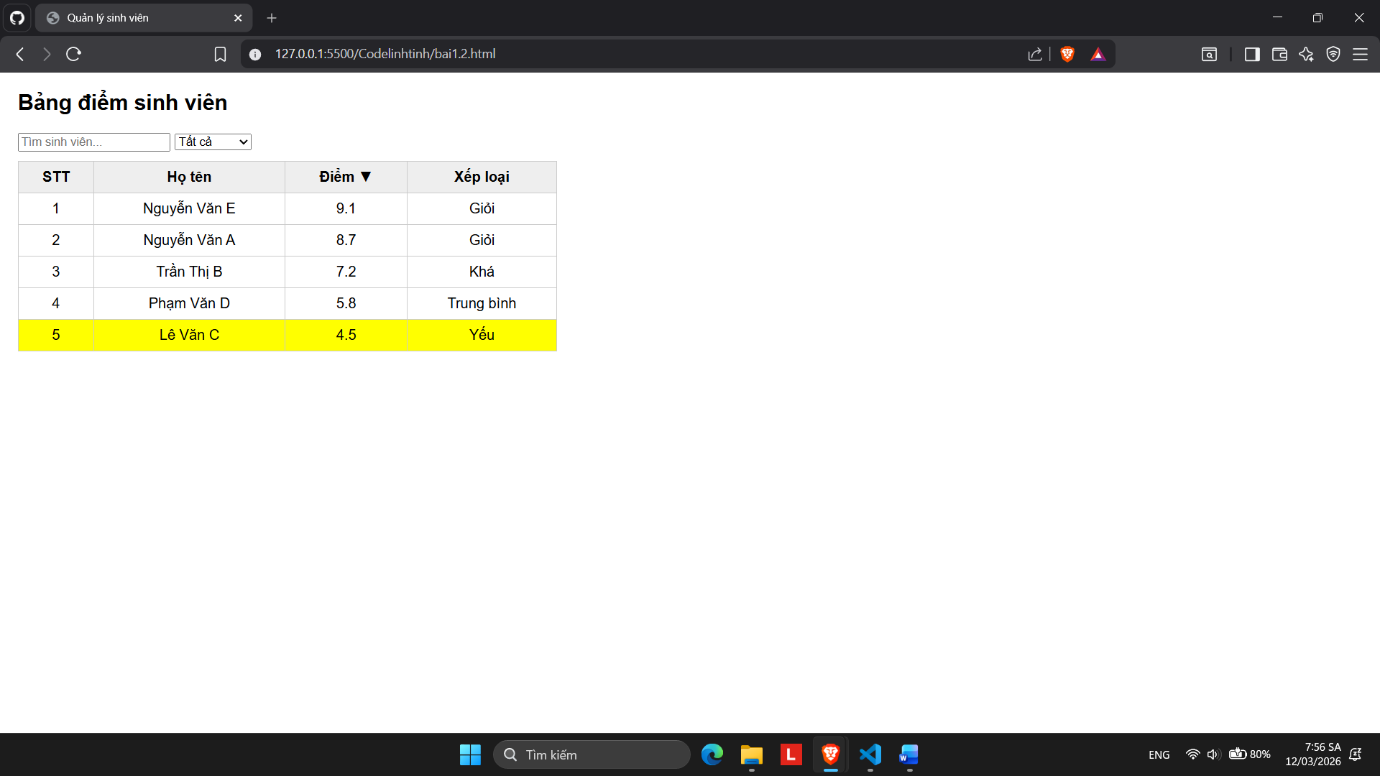 Quản lý sinh viên
127.0.0.1:5500/Codelinhtinh/bai1.2.html
Bảng điểm sinh viên
Tìm sinh viên... Tất cả
STT Họ tên Điểm ▼ Xếp loại
1 Nguyễn Văn E 9.1 Giỏi
2 Nguyễn Văn A 8.7 Giỏi
3 Trần Thị B 7.2 Khá
4 Phạm Văn D 5.8 Trung bình
5 Lê Văn C 4.5 Yếu
Tìm kiếm L W ENG 80% 7:56 SA
12/03/2026